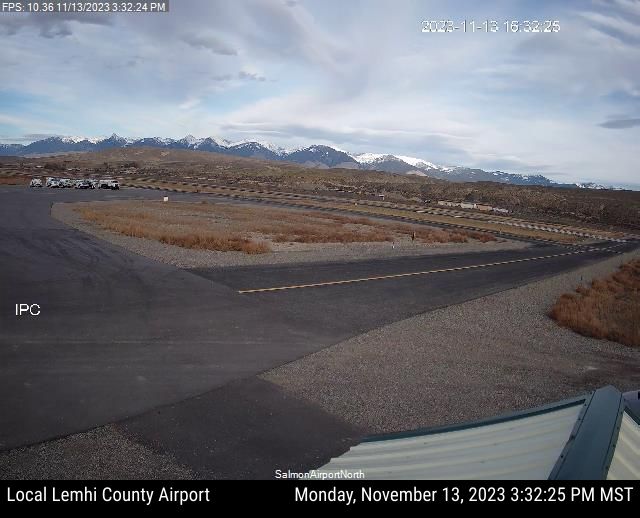 FPS: 10.36 11/13/2023 3:32:24 PM
2023-11-13 15:32:25
IPC
SalmonAirportNorth
Local Lemhi County Airport Monday, November 13, 2023 3:32:25 PM MST